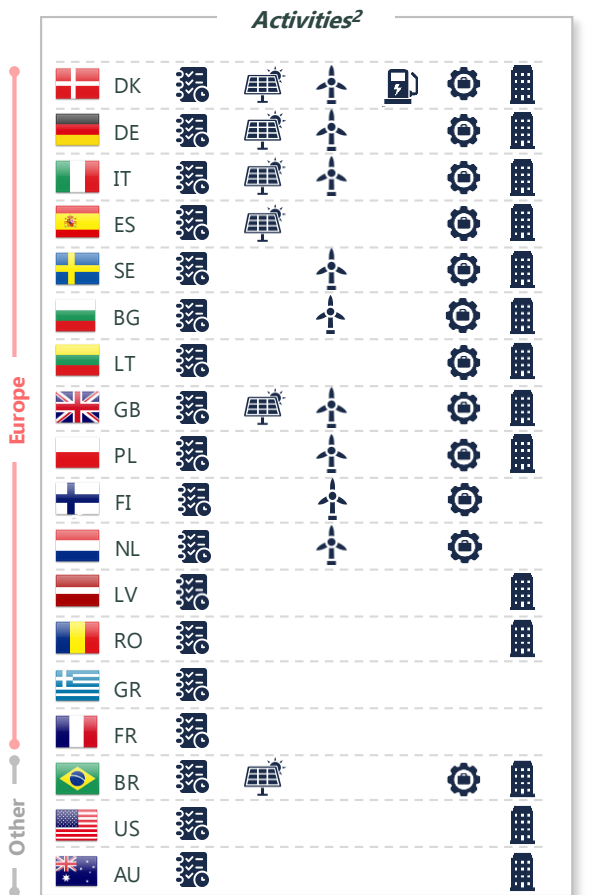 Activities2
DK
DE
IT
ES
SE
BG
LT
GB
PL
FI
NL
LV
RO
GR
FR
BR
US
AU
Europe
Other